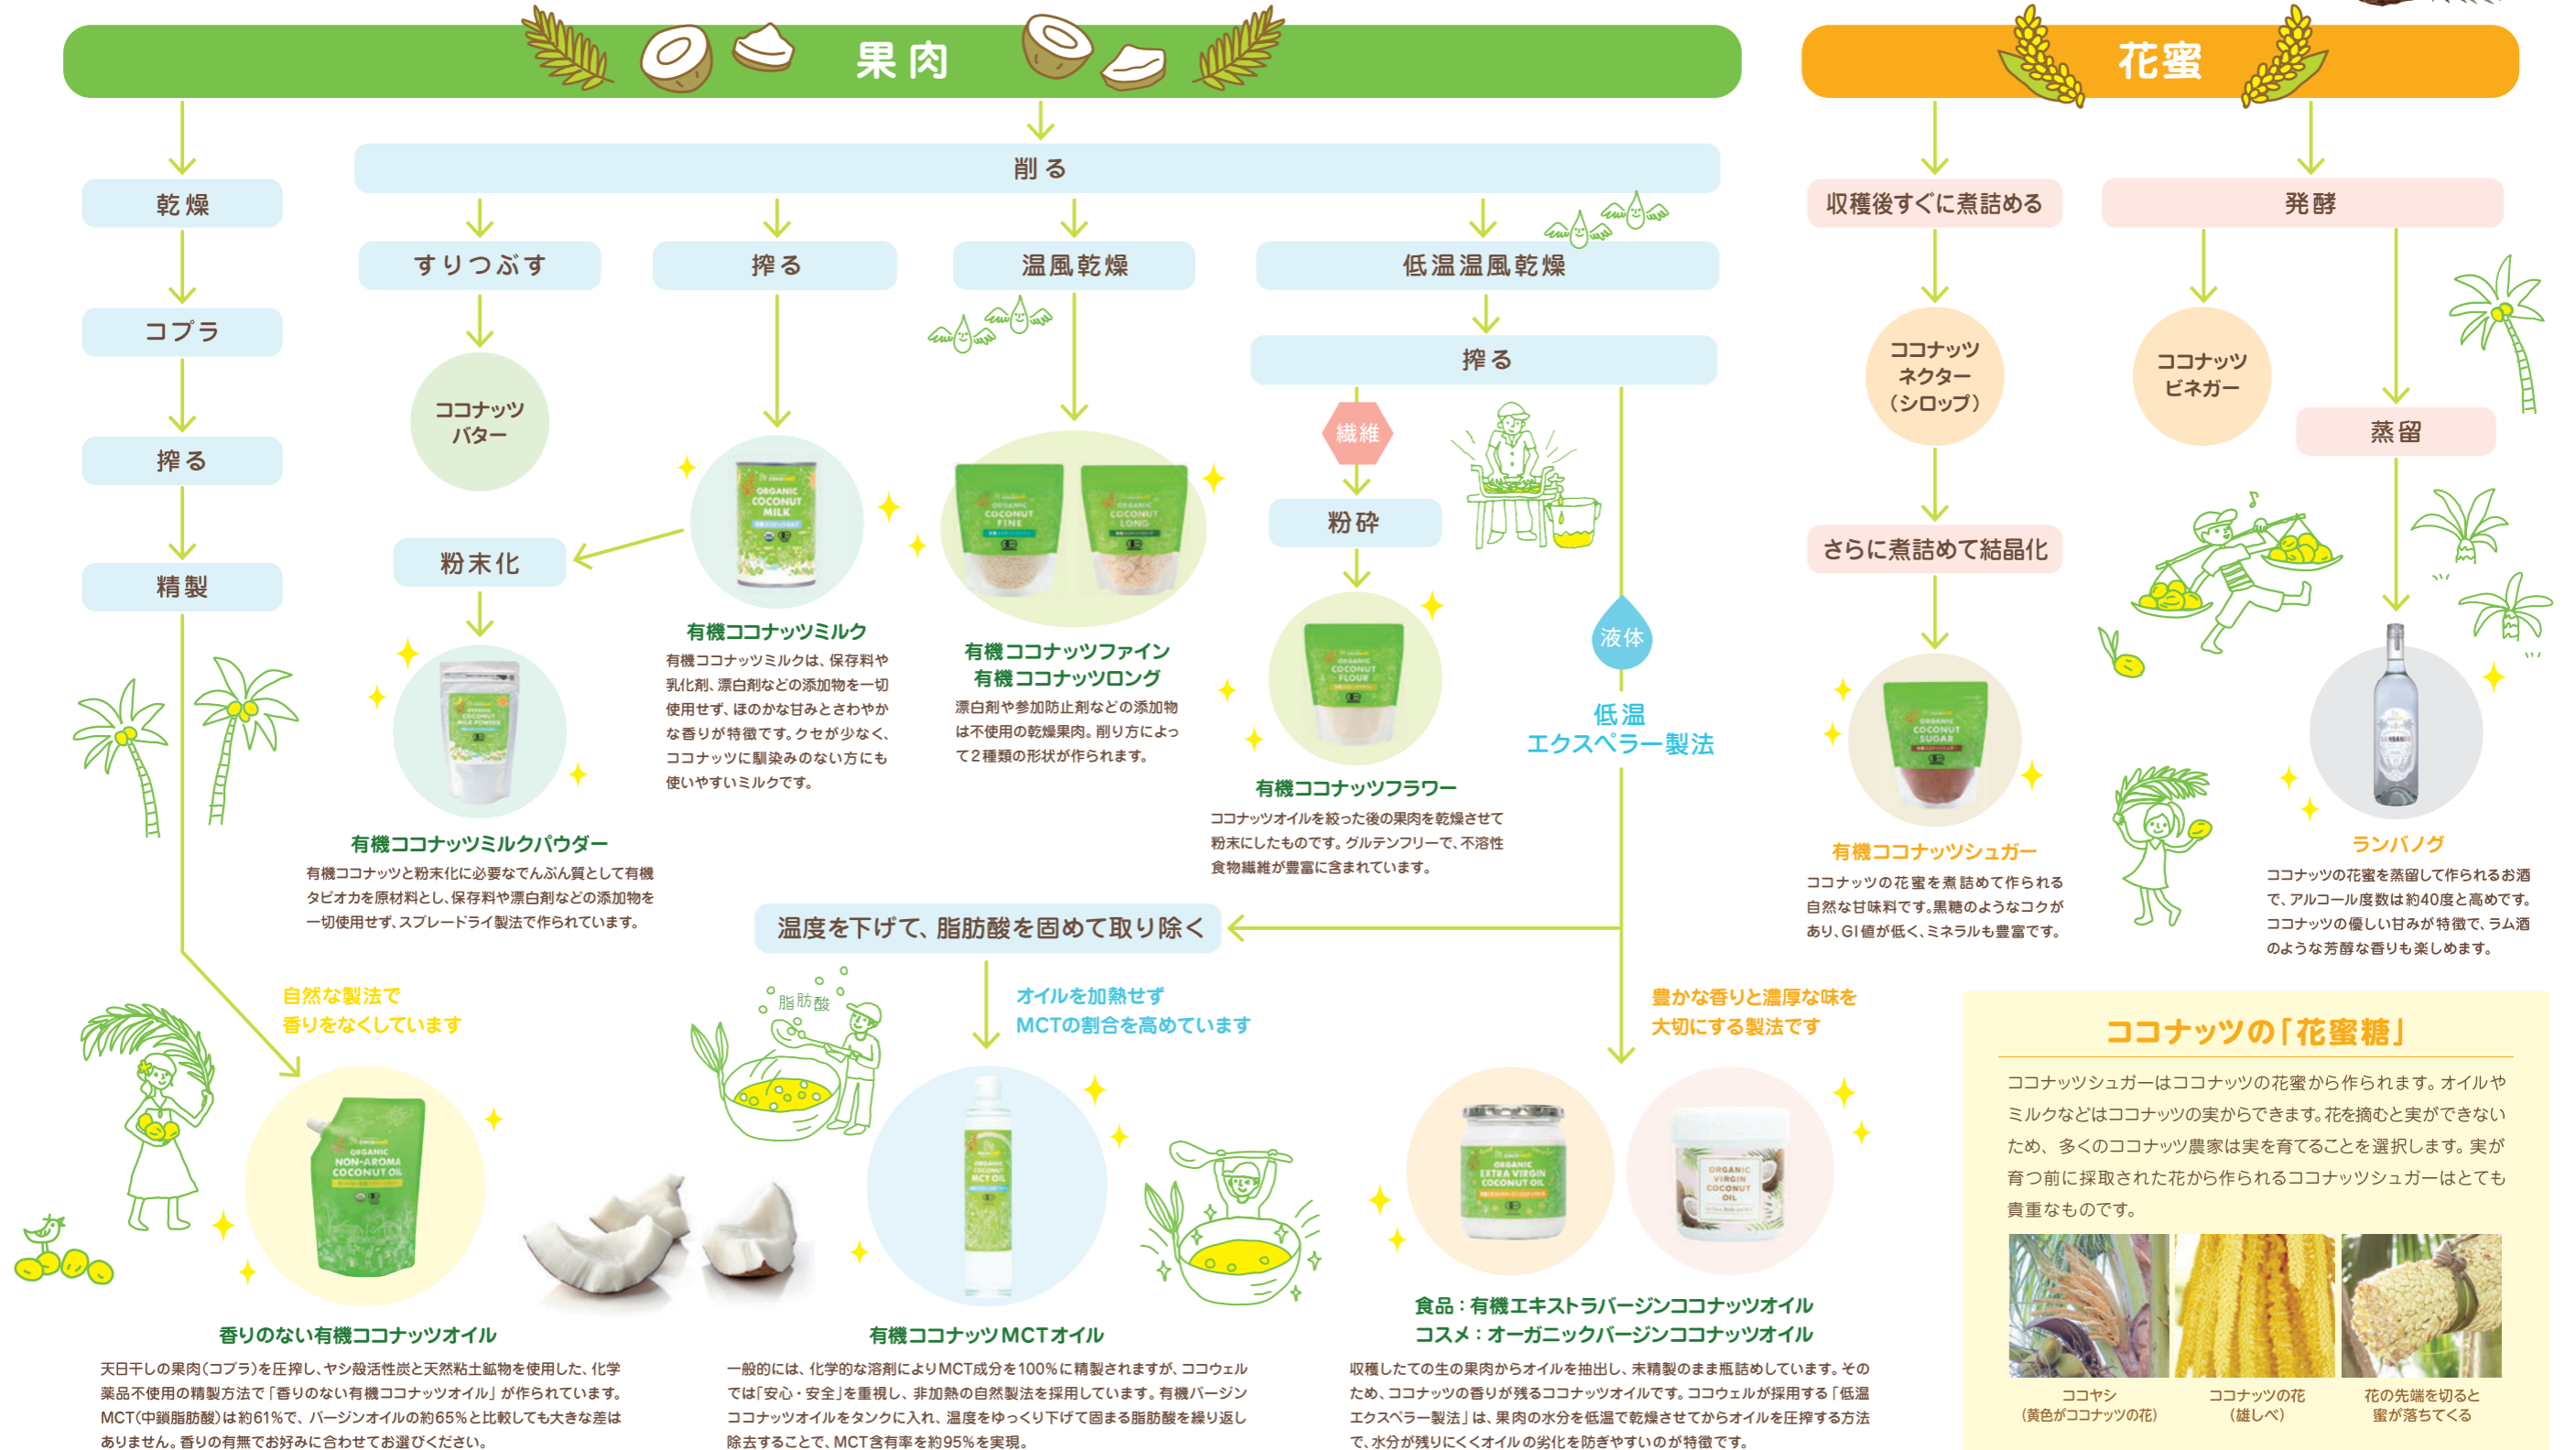 果肉
花蜜
乾燥
コプラ
搾る
精製
自然な製法で
香りをなくしています
ORGANIC
NON-AROMA
COCONUT OIL
香りのない有機ココナッツオイル
天日干しの果肉(コプラ)を圧搾し、ヤシ殻活性炭と天然粘土鉱物を使用した、化学
薬品不使用の精製方法で「香りのない有機ココナッツオイル」が作られています。
MCT(中鎖脂肪酸)は約61%で、バージンオイルの約65%と比較しても大きな差は
ありません。香りの有無でお好みに合わせてお選びください。
削る
すりつぶす
ココナッツ
バター
搾る
ORGANIC
COCONUT
MILK
有機ココナッツミルク
有機ココナッツミルクは、保存料や
乳化剤、漂白剤などの添加物を一切
使用せず、ほのかな甘みとさわやか
な香りが特徴です。クセが少なく、
ココナッツに馴染みのない方にも
使いやすいミルクです。
粉末化
ORGANIC
COCONUT
MILK POWDER
有機ココナッツミルクパウダー
有機ココナッツと粉末化に必要なでんぷん質として有機
タピオカを原材料とし、保存料や漂白剤などの添加物を
一切使用せず、スプレードライ製法で作られています。
温風乾燥
ORGANIC
COCONUT
FINE
ORGANIC
COCONUT
LONG
有機ココナッツファイン
有機ココナッツロング
漂白剤や参加防止剤などの添加物
は不使用の乾燥果肉。削り方によっ
て2種類の形状が作られます。
低温温風乾燥
搾る
繊維
粉砕
ORGANIC
COCONUT
FLOUR
有機ココナッツフラワー
ココナッツオイルを絞った後の果肉を乾燥させて
粉末にしたものです。グルテンフリーで、不溶性
食物繊維が豊富に含まれています。
液体
低温
エクスペラー製法
温度を下げて、脂肪酸を固めて取り除く
脂肪酸
オイルを加熱せず
MCTの割合を高めています
ORGANIC
COCONUT
MCT OIL
有機ココナッツMCTオイル
一般的には、化学的な溶剤によりMCT成分を100%に精製されますが、ココウェル
では「安心・安全」を重視し、非加熱の自然製法を採用しています。有機バージン
ココナッツオイルをタンクに入れ、温度をゆっくり下げて固まる脂肪酸を繰り返し
除去することで、MCT含有率を約95%を実現。
豊かな香りと濃厚な味を
大切にする製法です
ORGANIC
EXTRA VIRGIN
COCONUT OIL
ORGANIC
VIRGIN
COCONUT
OIL
食品:有機エキストラバージンココナッツオイル
コスメ:オーガニックバージンココナッツオイル
収穫したての生の果肉からオイルを抽出し、未精製のまま瓶詰めしています。その
ため、ココナッツの香りが残るココナッツオイルです。ココウェルが採用する「低温
エクスペラー製法」は、果肉の水分を低温で乾燥させてからオイルを圧搾する方法
で、水分が残りにくくオイルの劣化を防ぎやすいのが特徴です。
収穫後すぐに煮詰める
ココナッツ
ネクター
(シロップ)
さらに煮詰めて結晶化
ORGANIC
COCONUT
SUGAR
有機ココナッツシュガー
ココナッツの花蜜を煮詰めて作られる
自然な甘味料です。黒糖のようなコクが
あり、GI値が低く、ミネラルも豊富です。
発酵
ココナッツ
ビネガー
蒸留
ランバノグ
ココナッツの花蜜を蒸留して作られるお酒
で、アルコール度数は約40度と高めです。
ココナッツの優しい甘みが特徴で、ラム酒
のような芳醇な香りも楽しめます。
ココナッツの「花蜜糖」
ココナッツシュガーはココナッツの花蜜から作られます。オイルや
ミルクなどはココナッツの実からできます。花を摘むと実ができない
ため、多くのココナッツ農家は実を育てることを選択します。実が
育つ前に採取された花から作られるココナッツシュガーはとても
貴重なものです。
ココヤシ
(黄色がココナッツの花)
ココナッツの花
(雄しべ)
花の先端を切ると
蜜が落ちてくる